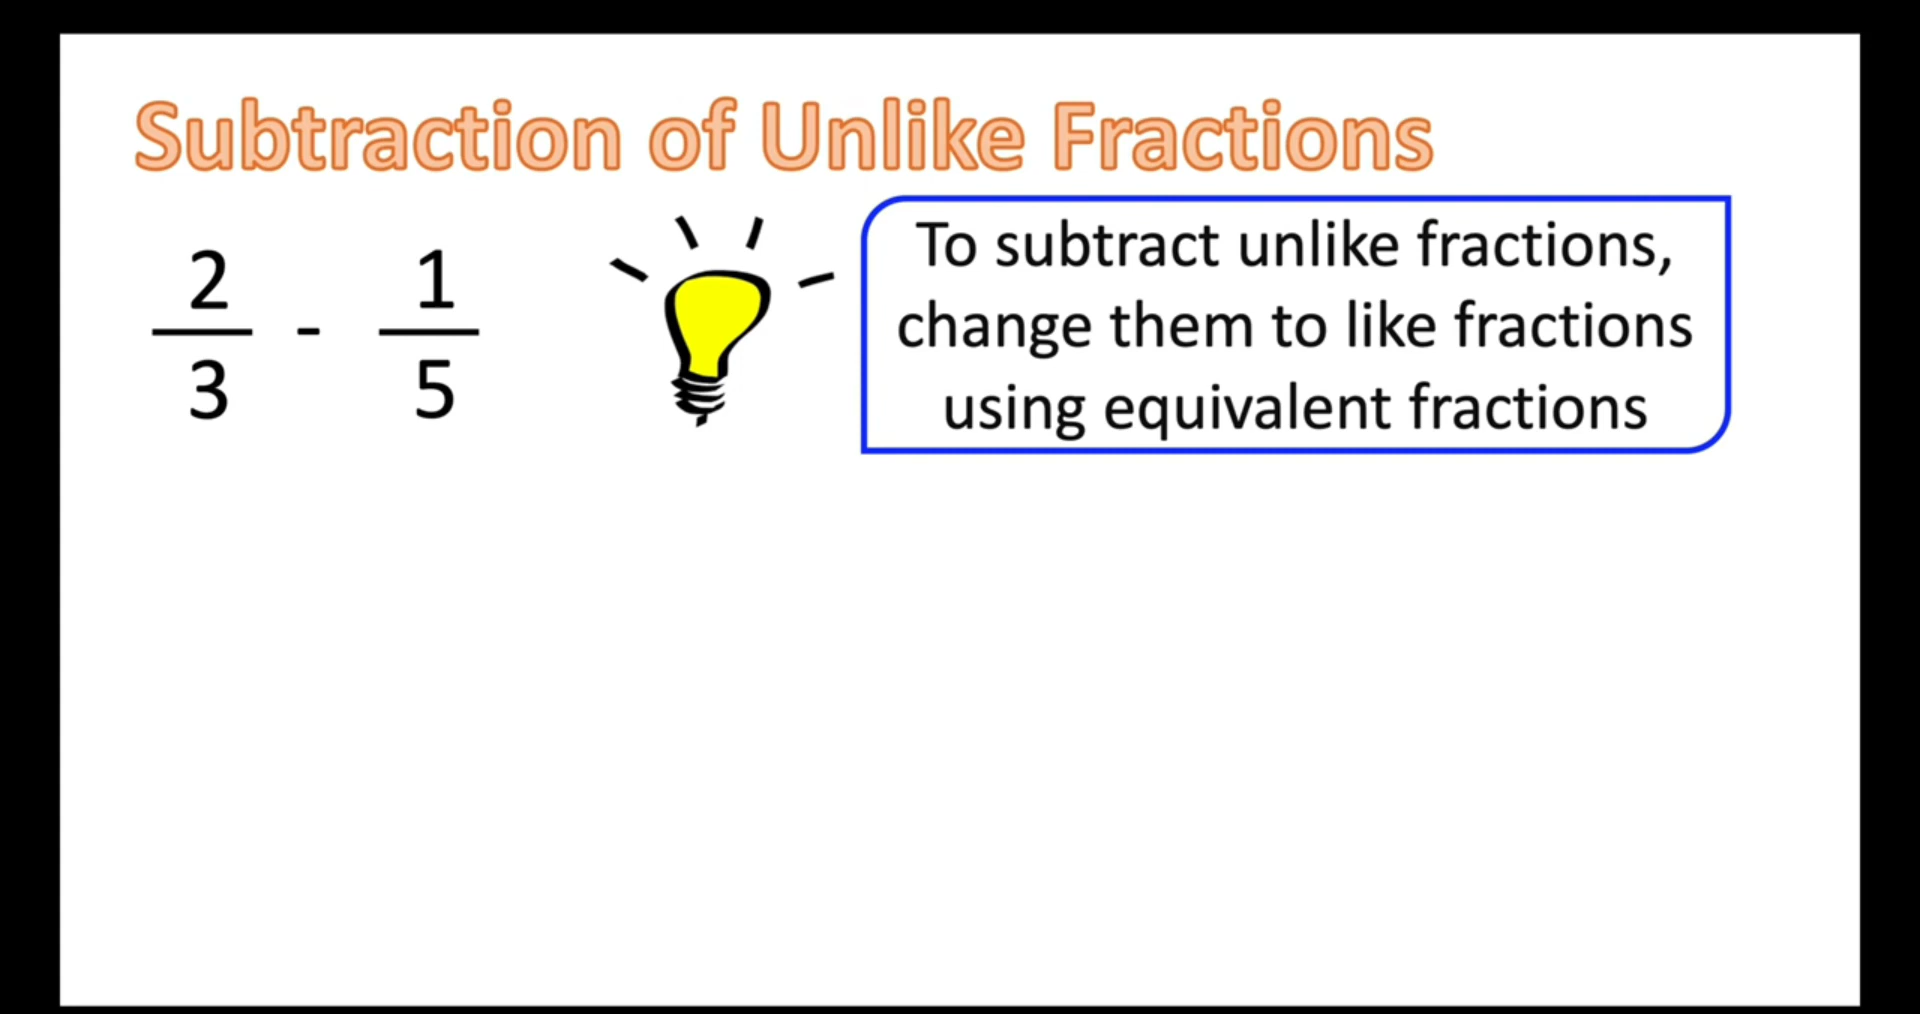 Subtraction of Unlike Fractions
2/3 - 1/5
To subtract unlike fractions,
change them to like fractions
using equivalent fractions